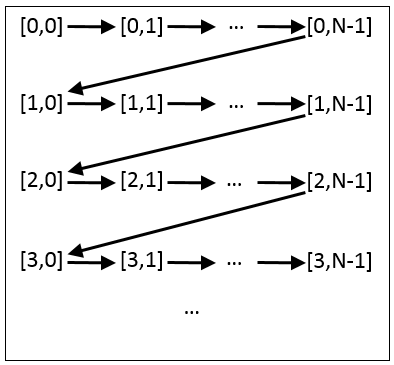 [0,0] [0,1] ... [0,N-1]
[1,0] [1,1] ... [1,N-1]
[2,0] [2,1] ... [2,N-1]
[3,0] [3,1] ... [3,N-1]
...